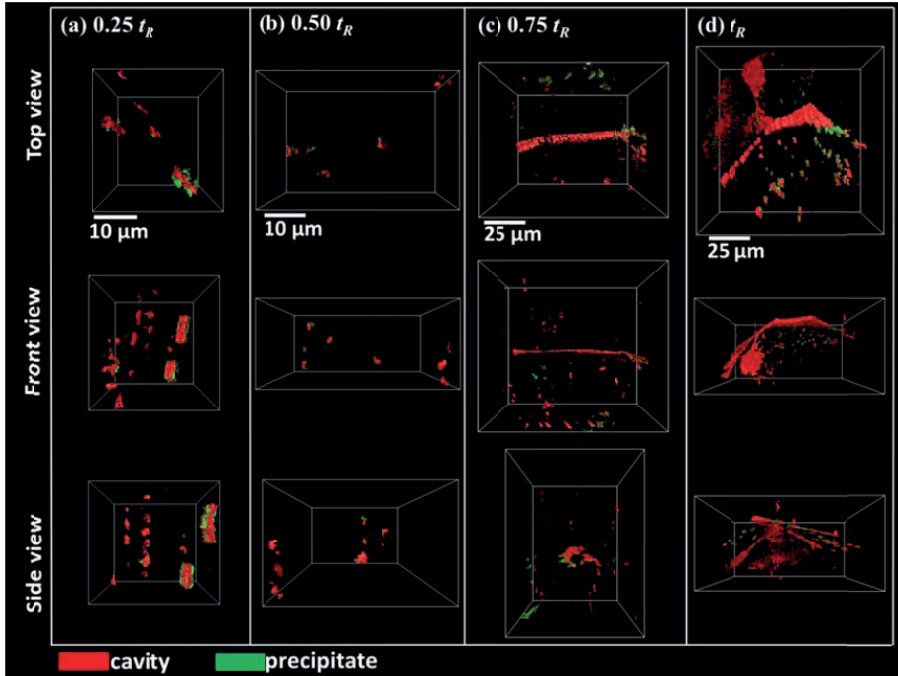 (a) 0.25 tR
(b) 0.50 tR
(c) 0.75 tR
(d) tR
Top view
10 μm
10 μm
25 μm
25 μm
Front view
Side view
cavity
precipitate